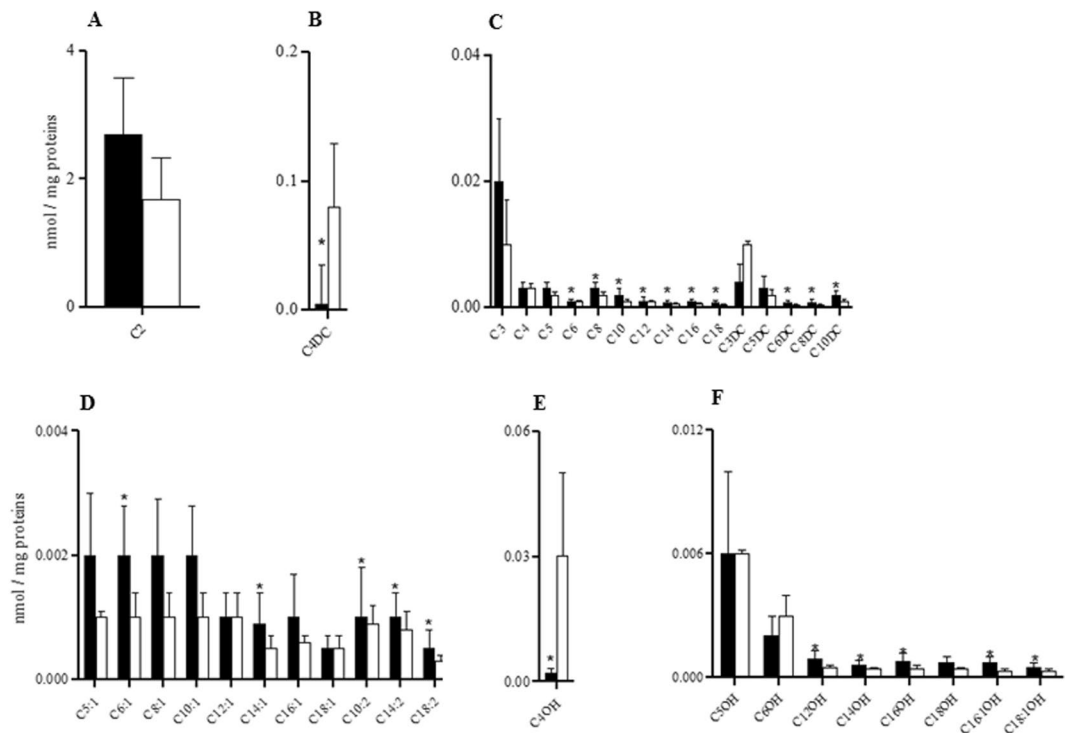 A
nmol / mg proteins
4
2
0
C2
B
0.2
0.1
0.0
*
C4DC
C
0.04
0.02
0.00
* * * * * * * * * *
C3 C4 C5 C6 C8 C10 C12 C14 C16 C18 C3DC C5DC C6DC C8DC C10DC
D
nmol / mg proteins
0.004
0.002
0.000
* * * * *
C5:1 C6:1 C8:1 C10:1 C12:1 C14:1 C16:1 C18:1 C10:2 C14:2 C18:2
E
0.06
0.03
0.00
*
C4OH
F
0.012
0.006
0.000
* * * * *
C5OH C6OH C12OH C14OH C16OH C18OH C16:1OH C18:1OH